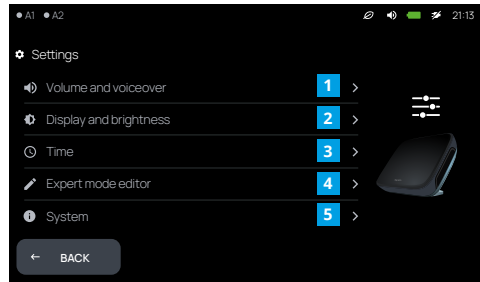 A1 A2 21:13
Settings
Volume and voiceover 1
Display and brightness 2
Time 3
Expert mode editor 4
System 5
BACK